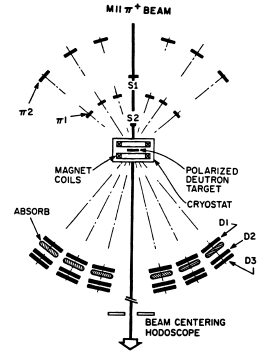 M11 π+ BEAM
S1
π2
π1
S2
MAGNET
COILS
POLARIZED
DEUTRON
TARGET
CRYOSTAT
ABSORB
D1
D2
D3
BEAM CENTERING
HODOSCOPE